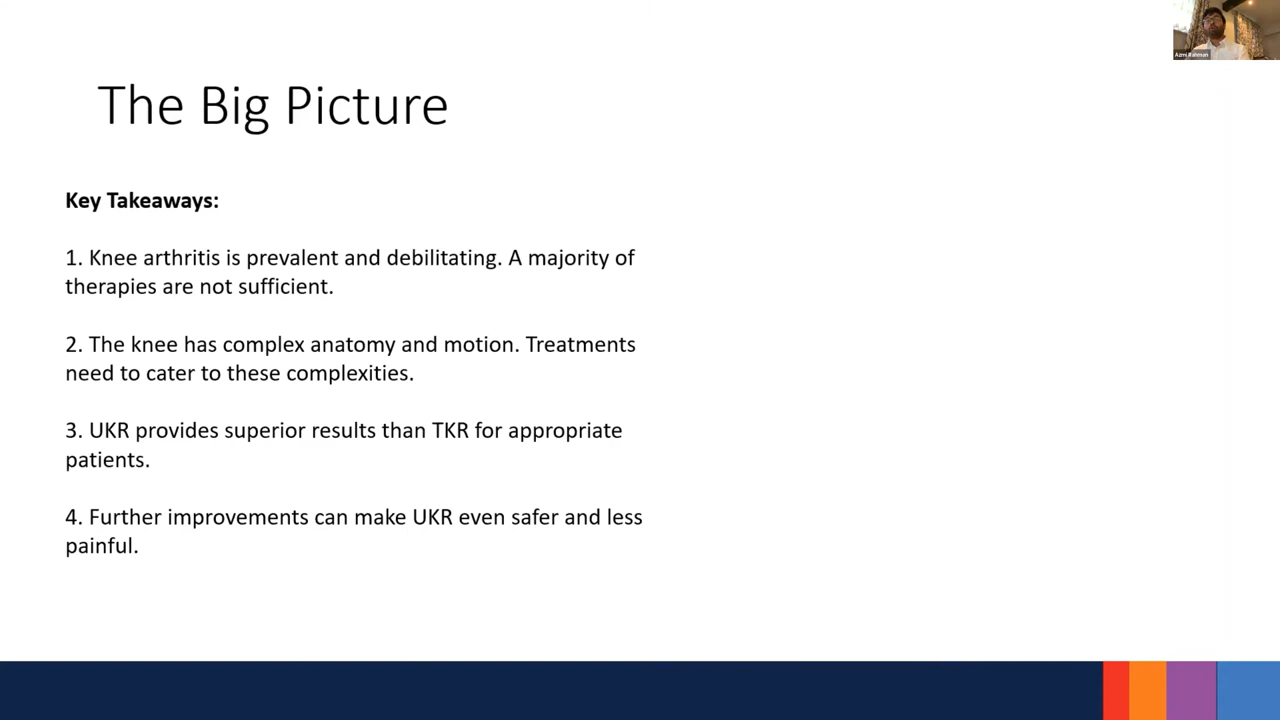 The Big Picture
Key Takeaways:
1. Knee arthritis is prevalent and debilitating. A majority of
therapies are not sufficient.
2. The knee has complex anatomy and motion. Treatments
need to cater to these complexities.
3. UKR provides superior results than TKR for appropriate
patients.
4. Further improvements can make UKR even safer and less
painful.
Azmi Rahman